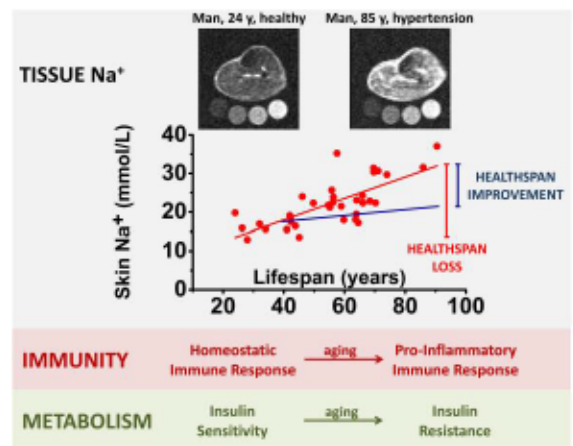 Man, 24 y, healthy
Man, 85 y, hypertension
TISSUE Na⁺
Skin Na⁺ (mmol/L)
40
30
20
10
0
HEALTHSPAN
IMPROVEMENT
HEALTHSPAN
LOSS
Lifespan (years)
20
40
60
80
100
IMMUNITY
Homeostatic
Immune Response
aging
Pro-Inflammatory
Immune Response
METABOLISM
Insulin
Sensitivity
aging
Insulin
Resistance